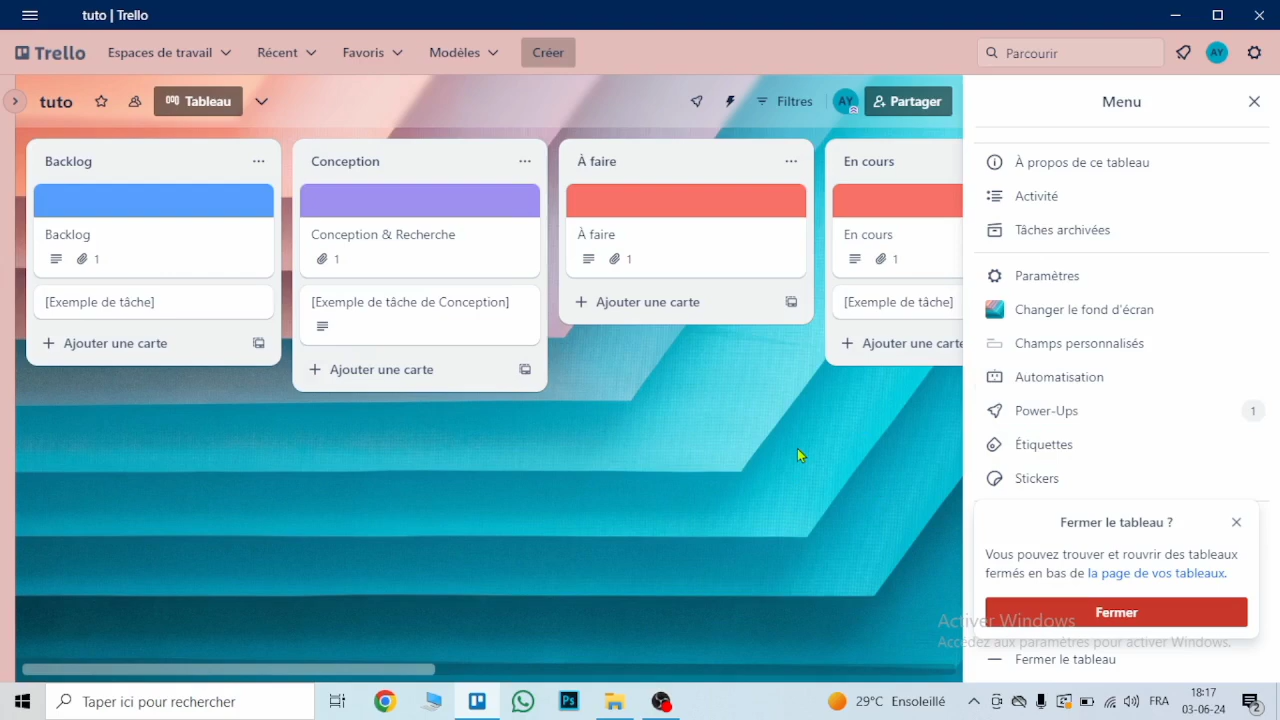 tuto | Trello
Trello Espaces de travail Récent Favoris Modèles Créer Parcourir AY
tuto Tableau Filtres AY Partager
Menu
Backlog
Backlog
1
[Exemple de tâche]
Ajouter une carte
Conception
Conception & Recherche
1
[Exemple de tâche de Conception]
Ajouter une carte
À faire
À faire
1
Ajouter une carte
En cours
En cours
1
[Exemple de tâche]
Ajouter une carte
À propos de ce tableau
Activité
Tâches archivées
Paramètres
Changer le fond d'écran
Champs personnalisés
Automatisation
Power-Ups 1
Étiquettes
Stickers
Fermer le tableau ?
Vous pouvez trouver et rouvrir des tableaux
fermés en bas de la page de vos tableaux.
Fermer
Activer Windows
Accédez aux paramètres pour activer Windows.
Fermer le tableau
Taper ici pour rechercher
Ps
29°C Ensoleillé
FRA
18:17
03-06-24
2